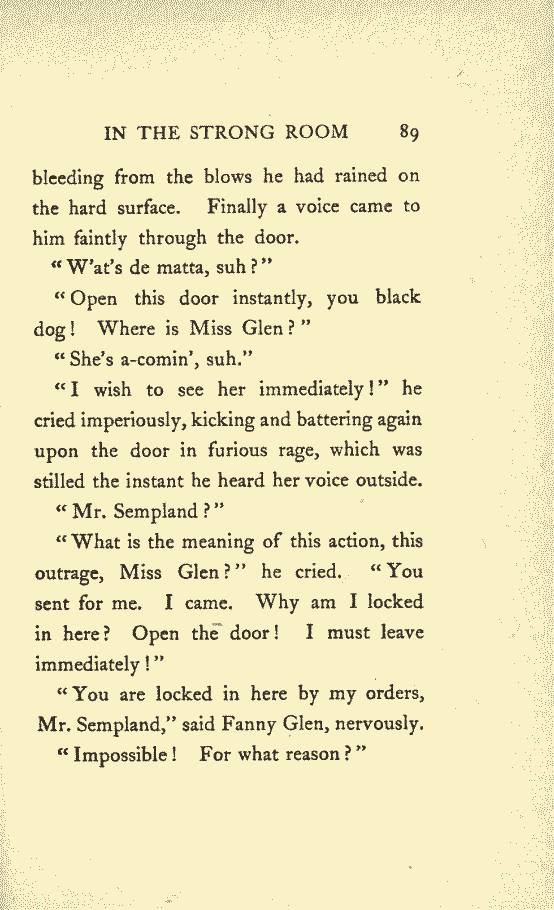 IN THE STRONG ROOM 89
bleeding from the blows he had rained on
the hard surface. Finally a voice came to
him faintly through the door.
“W'at's de matta, suh?”
“Open this door instantly, you black
dog! Where is Miss Glen?”
“She's a-comin', suh.”
“I wish to see her immediately!” he
cried imperiously, kicking and battering again
upon the door in furious rage, which was
stilled the instant he heard her voice outside.
“Mr. Sempland?”
“What is the meaning of this action, this
outrage, Miss Glen?” he cried. “You
sent for me. I came. Why am I locked
in here? Open the door! I must leave
immediately!”
“You are locked in here by my orders,
Mr. Sempland,” said Fanny Glen, nervously.
“Impossible! For what reason?”